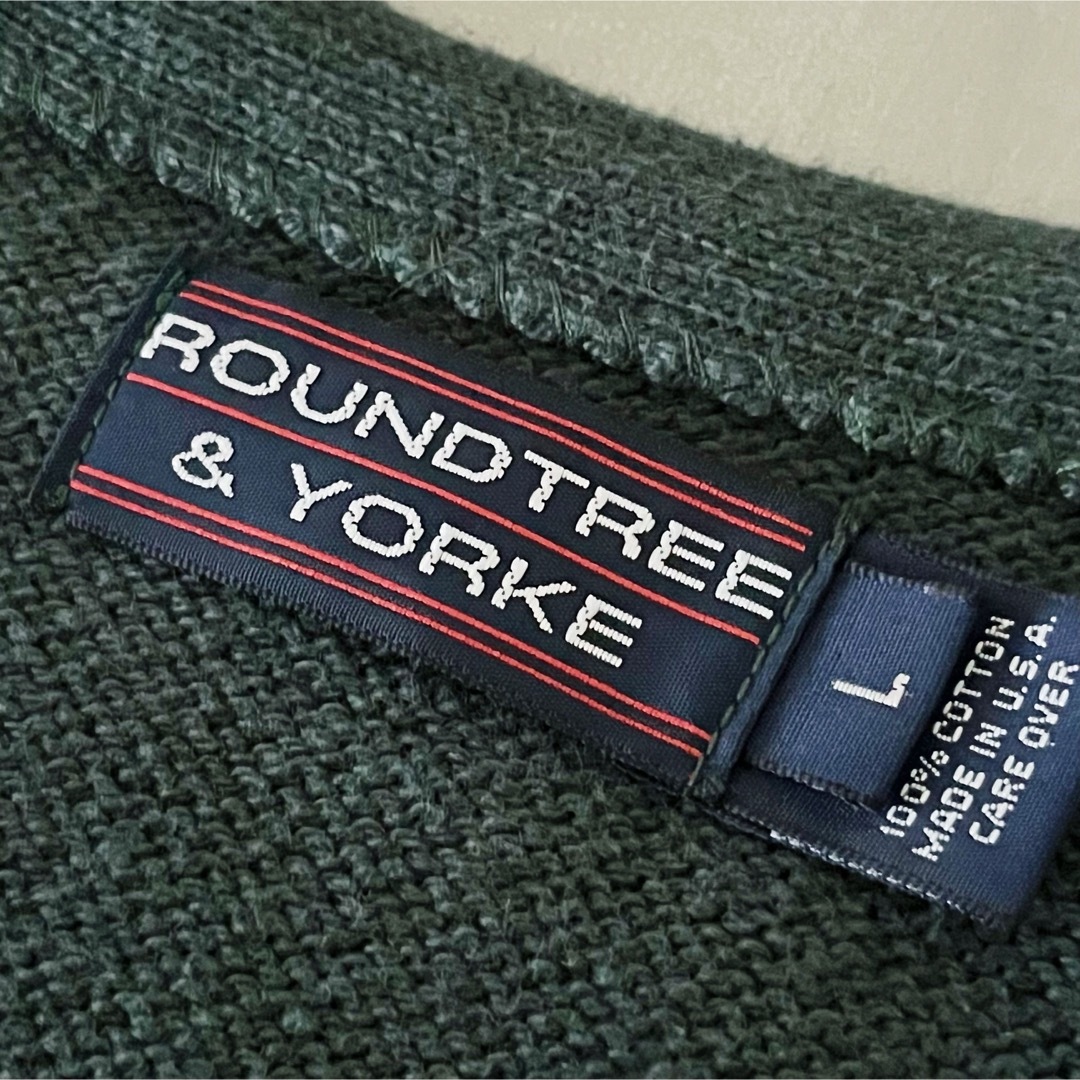 ROUNDTREE
& YORKE
L
100% COTTON
MADE IN U.S.A.
CARE OVER